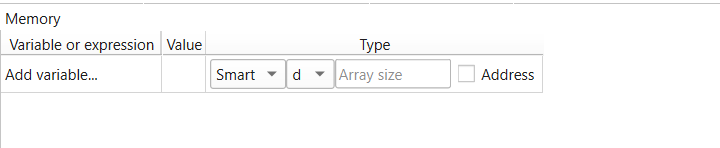 Memory
Variable or expression Value Type
Add variable... Smart d Array size Address